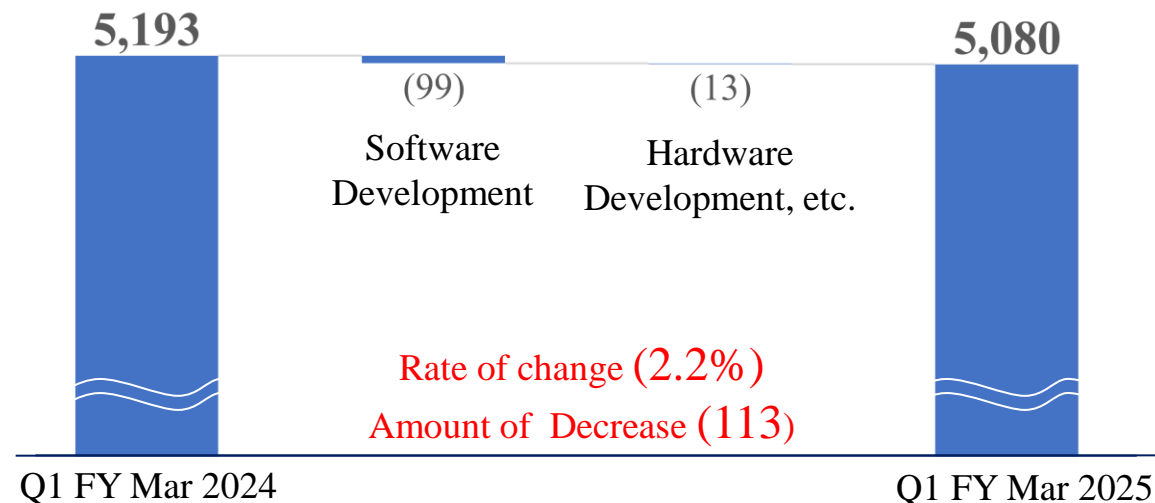 5,193
5,080
(99)
(13)
Software
Development
Hardware
Development, etc.
Rate of change (2.2%)
Amount of Decrease (113)
Q1 FY Mar 2024
Q1 FY Mar 2025